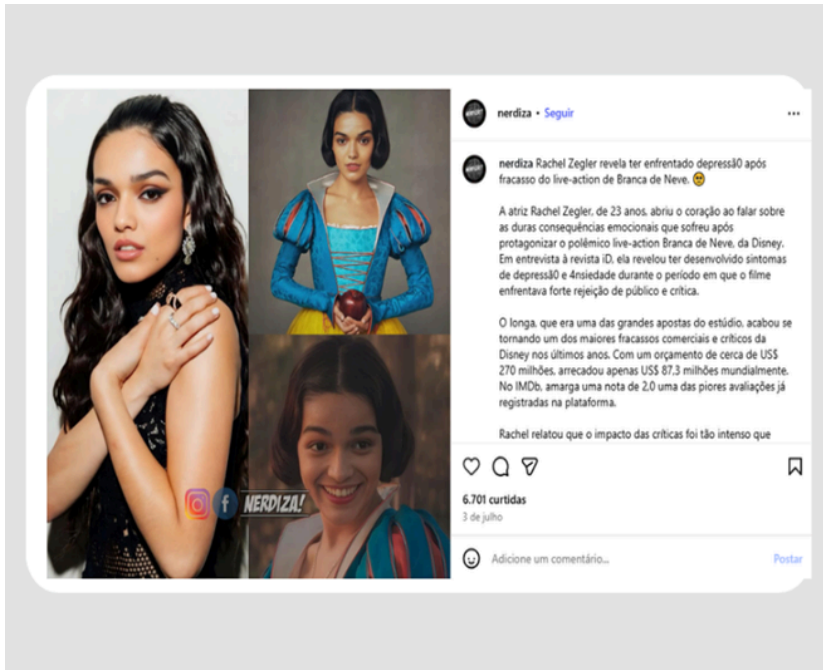 nerdiza • Seguir
nerdiza Rachel Zegler revela ter enfrentado depressã0 após
fracasso do live-action de Branca de Neve. 🥺
A atriz Rachel Zegler, de 23 anos, abriu o coração ao falar sobre
as duras consequências emocionais que sofreu após
protagonizar o polêmico live-action Branca de Neve, da Disney.
Em entrevista à revista iD, ela revelou ter desenvolvido sintomas
de depressã0 e 4nsiedade durante o período em que o filme
enfrentava forte rejeição de público e crítica.
O longa, que era uma das grandes apostas do estúdio, acabou se
tornando um dos maiores fracassos comerciais e críticos da
Disney nos últimos anos. Com um orçamento de cerca de US$
270 milhões, arrecadou apenas US$ 87,3 milhões mundialmente.
No IMDb, amarga uma nota de 2.0 uma das piores avaliações já
registradas na plataforma.
Rachel relatou que o impacto das críticas foi tão intenso que
6.701 curtidas
3 de julho
Adicione um comentário... Postar
f NERDIZA!